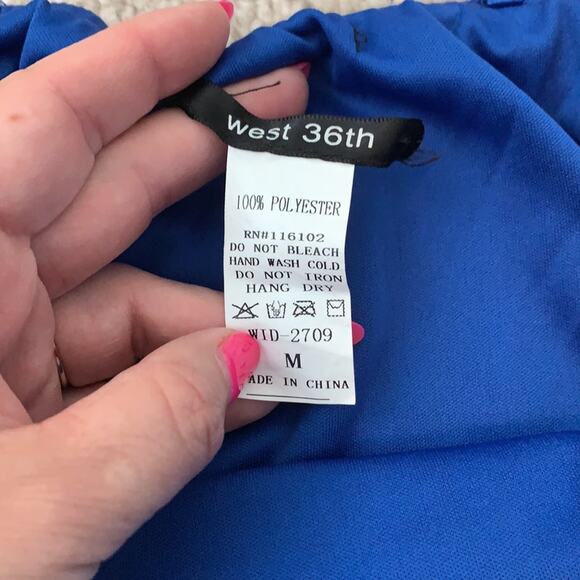 West 36th
100% POLYESTER
RN#116102
DO NOT BLEACH
HAND WASH COLD
DO NOT IRON
HANG DRY
WID-2709
M
ADE IN CHINA